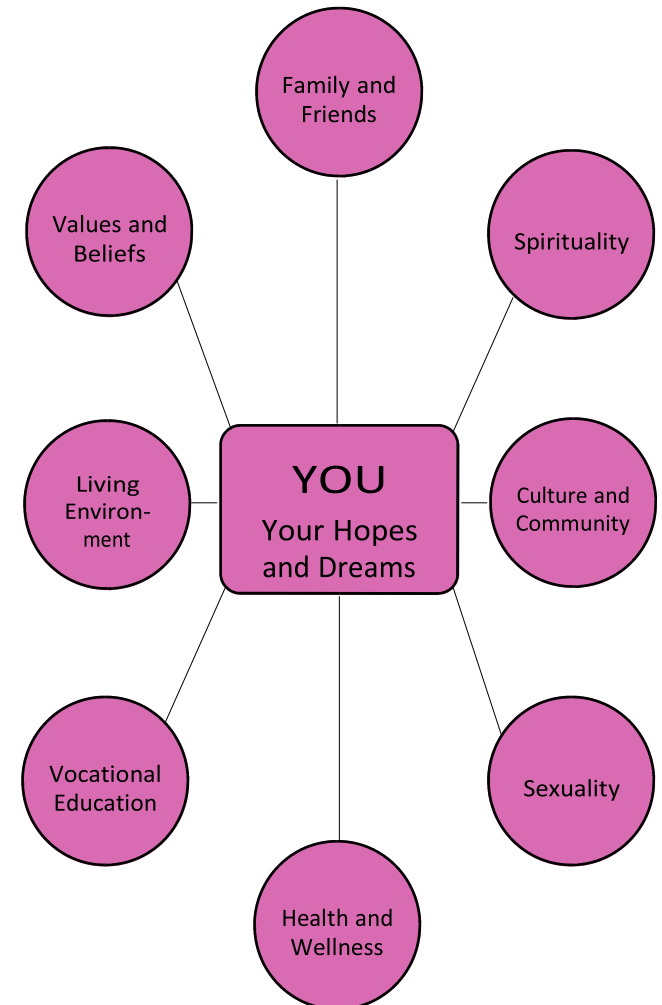 Family and
Friends
Values and
Beliefs
Spirituality
YOU
Your Hopes
and Dreams
Living
Environ-
ment
Culture and
Community
Vocational
Education
Sexuality
Health and
Wellness